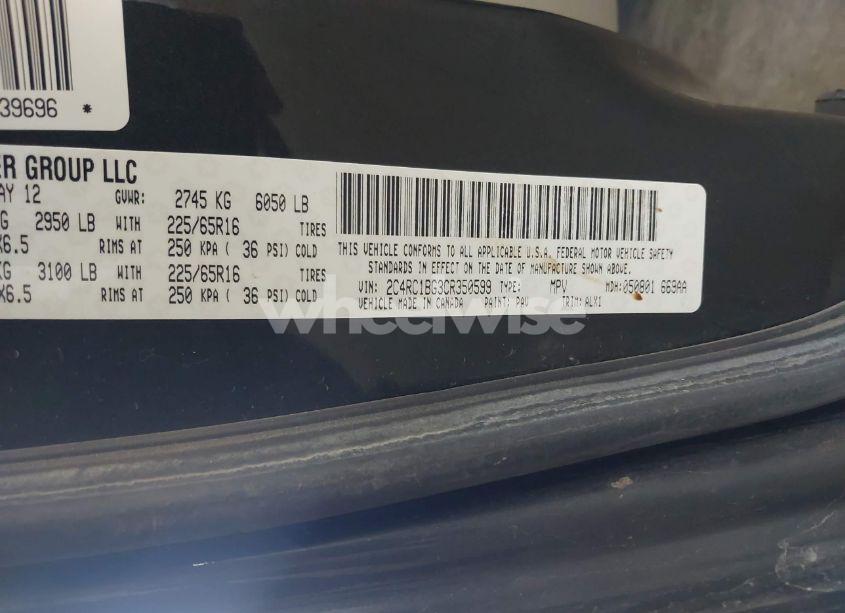 39696 *
ER GROUP LLC
AY 12 GVWR: 2745 KG 6050 LB
G 2950 LB WITH 225/65R16 TIRES
X6.5 RIMS AT 250 KPA ( 36 PSI) COLD
KG 3100 LB WITH 225/65R16 TIRES
X6.5 RIMS AT 250 KPA ( 36 PSI) COLD
THIS VEHICLE CONFORMS TO ALL APPLICABLE U.S.A. FEDERAL MOTOR VEHICLE SAFETY
STANDARDS IN EFFECT ON THE DATE OF MANUFACTURE SHOWN ABOVE.
VIN: 2C4RC1BG3CR350599 TYPE: MPV MDH: 050801 669AA
VEHICLE MADE IN CANADA PAINT: PAV TRIM: ALX1
wheelwise